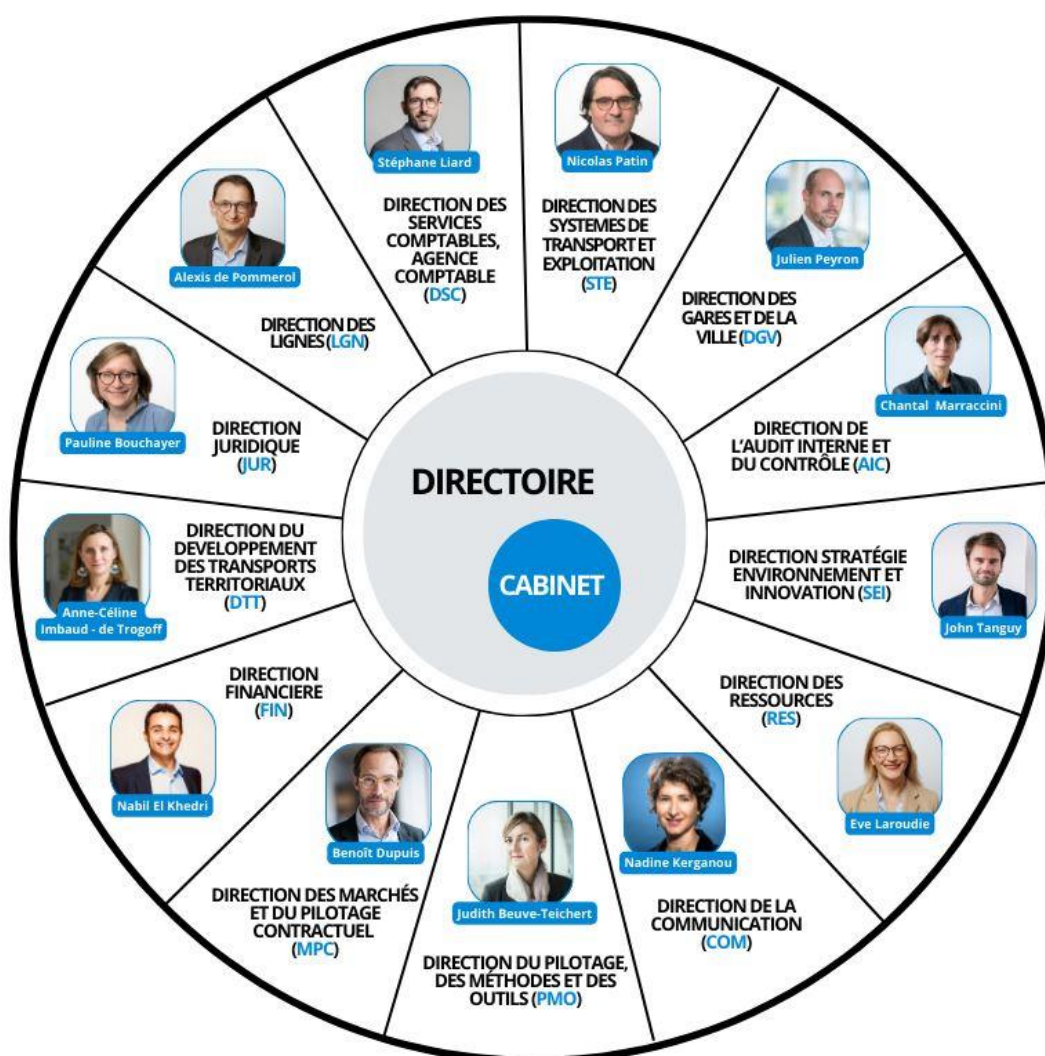 Stéphane Liard
DIRECTION DES
SERVICES
COMPTABLES,
AGENCE
COMPTABLE
(DSC)
Nicolas Patin
DIRECTION DES
SYSTEMES DE
TRANSPORT ET
EXPLOITATION
(STE)
Julien Peyron
DIRECTION DES
GARES ET DE LA
VILLE (DGV)
Chantal Marraccini
DIRECTION DE
L'AUDIT INTERNE ET
DU CONTRÔLE (AIC)
John Tanguy
DIRECTION STRATÉGIE
ENVIRONNEMENT ET
INNOVATION (SEI)
Eve Laroudie
DIRECTION DES
RESSOURCES
(RES)
Nadine Kerganou
DIRECTION DE LA
COMMUNICATION
(COM)
Judith Beuve-Teichert
DIRECTION DU PILOTAGE,
DES MÉTHODES ET DES
OUTILS (PMO)
Benoît Dupuis
DIRECTION DES MARCHÉS
ET DU PILOTAGE
CONTRACTUEL
(MPC)
Nabil El Khedri
DIRECTION
FINANCIERE
(FIN)
Anne-Céline
Imbaud - de Trogoff
DIRECTION DU
DEVELOPPEMENT
DES TRANSPORTS
TERRITORIAUX
(DTT)
Pauline Bouchayer
DIRECTION
JURIDIQUE
(JUR)
Alexis de Pommerol
DIRECTION DES
LIGNES (LGN)
DIRECTOIRE
CABINET